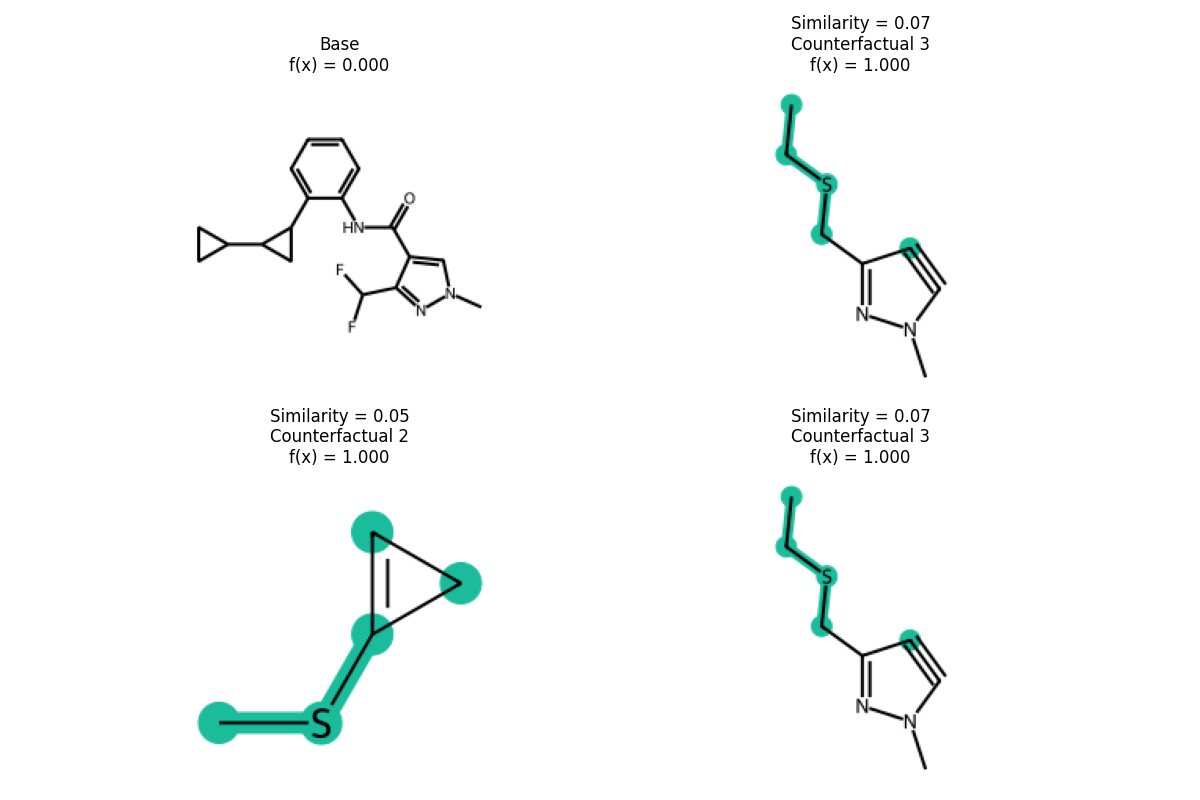 Base
f(x) = 0.000
O
HN
F
F
N
N
Similarity = 0.07
Counterfactual 3
f(x) = 1.000
S
N
N
Similarity = 0.05
Counterfactual 2
f(x) = 1.000
S
Similarity = 0.07
Counterfactual 3
f(x) = 1.000
S
N
N